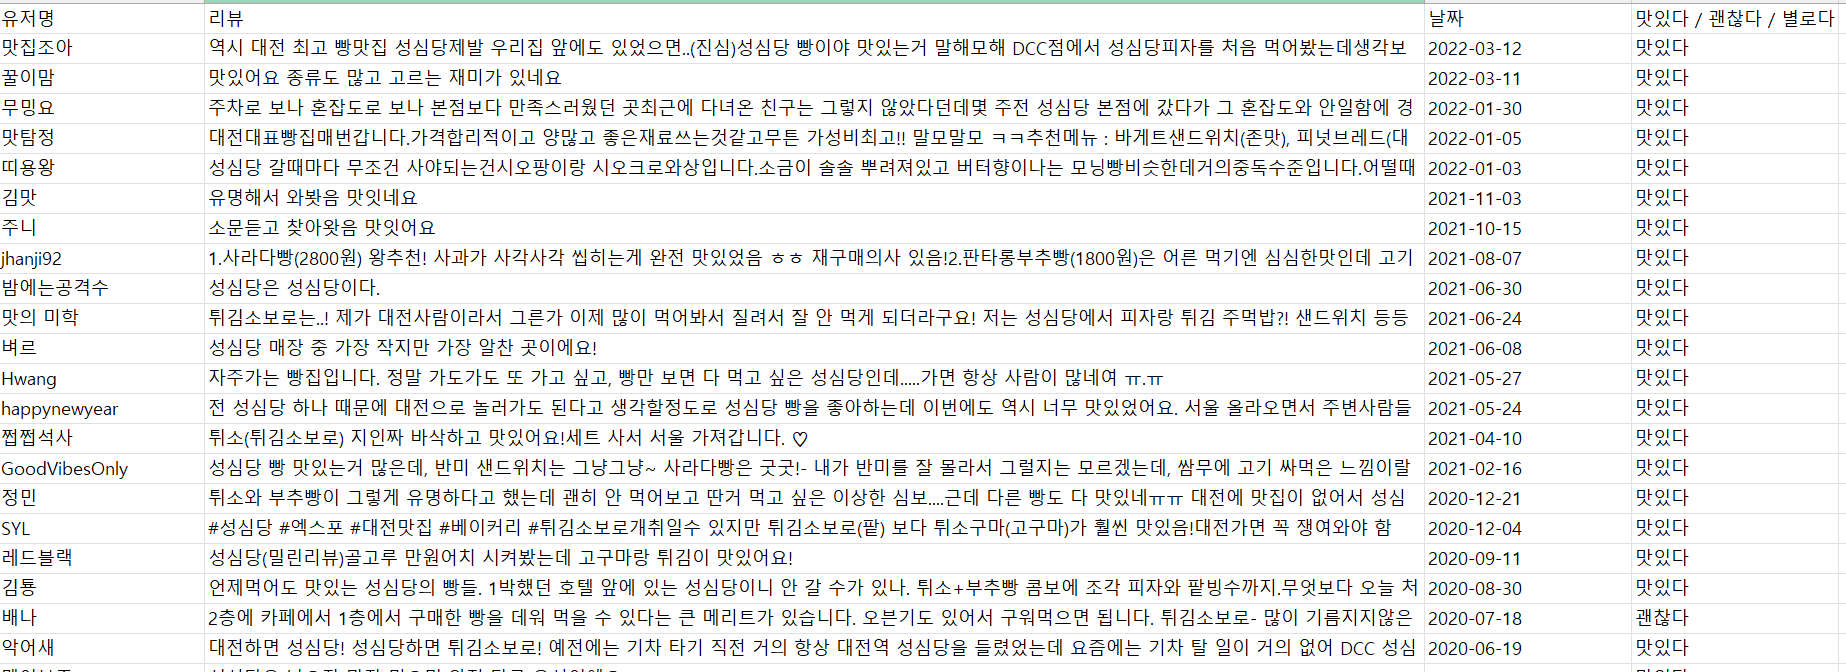 유저명 리뷰 날짜 맛있다 / 괜찮다 / 별로다
맛집조아 역시 대전 최고 빵맛집 성심당제발 우리집 앞에도 있었으면..(진심)성심당 빵이야 맛있는거 말해모해 DCC점에서 성심당피자를 처음 먹어봤는데생각보 2022-03-12 맛있다
꿀이맘 맛있어요 종류도 많고 고르는 재미가 있네요 2022-03-11 맛있다
무밍요 주차로 보나 혼잡도로 보나 본점보다 만족스러웠던 곳최근에 다녀온 친구는 그렇지 않았다던데몇 주전 성심당 본점에 갔다가 그 혼잡도와 안일함에 경 2022-01-30 맛있다
맛탐정 대전대표빵집매번갑니다.가격합리적이고 양많고 좋은재료쓰는것같고무튼 가성비최고!! 말모말모 ㅋㅋ추천메뉴 : 바게트샌드위치(존맛), 피넛브레드(대 2022-01-05 맛있다
띠용왕 성심당 갈때마다 무조건 사야되는건시오팡이랑 시오크로와상입니다.소금이 솔솔 뿌려져있고 버터향이나는 모닝빵비슷한데거의중독수준입니다.어떨때 2022-01-03 맛있다
김맛 유명해서 와봣음 맛잇네요 2021-11-03 맛있다
주니 소문듣고 찾아왓음 맛잇어요 2021-10-15 맛있다
jhanji92 1.사라다빵(2800원) 왕추천! 사과가 사각사각 씹히는게 완전 맛있었음 ㅎㅎ 재구매의사 있음!2.판타롱부추빵(1800원)은 어른 먹기엔 심심한맛인데 고기 2021-08-07 맛있다
밤에는공격수 성심당은 성심당이다. 2021-06-30 맛있다
맛의 미학 튀김소보로는..! 제가 대전사람이라서 그른가 이제 많이 먹어봐서 질려서 잘 안 먹게 되더라구요! 저는 성심당에서 피자랑 튀김 주먹밥?! 샌드위치 등등 2021-06-24 맛있다
벼르 성심당 매장 중 가장 작지만 가장 알찬 곳이에요! 2021-06-08 맛있다
Hwang 자주가는 빵집입니다. 정말 가도가도 또 가고 싶고, 빵만 보면 다 먹고 싶은 성심당인데.....가면 항상 사람이 많네여 ㅠ.ㅠ 2021-05-27 맛있다
happynewyear 전 성심당 하나 때문에 대전으로 놀러가도 된다고 생각할정도로 성심당 빵을 좋아하는데 이번에도 역시 너무 맛있었어요. 서울 올라오면서 주변사람들 2021-05-24 맛있다
쩝쩝석사 튀소(튀김소보로) 지인짜 바삭하고 맛있어요!세트 사서 서울 가져갑니다. ♡ 2021-04-10 맛있다
GoodVibesOnly 성심당 빵 맛있는거 많은데, 반미 샌드위치는 그냥그냥~ 사라다빵은 굿굿!- 내가 반미를 잘 몰라서 그럴지는 모르겠는데, 쌈무에 고기 싸먹은 느낌이랄 2021-02-16 맛있다
정민 튀소와 부추빵이 그렇게 유명하다고 했는데 괜히 안 먹어보고 딴거 먹고 싶은 이상한 심보....근데 다른 빵도 다 맛있네ㅠㅠ 대전에 맛집이 없어서 성심 2020-12-21 맛있다
SYL #성심당 #엑스포 #대전맛집 #베이커리 #튀김소보로개취일수 있지만 튀김소보로(팥) 보다 튀소구마(고구마)가 훨씬 맛있음!대전가면 꼭 쟁여와야 함 2020-12-04 맛있다
레드블랙 성심당(밀린리뷰)골고루 만원어치 시켜봤는데 고구마랑 튀김이 맛있어요! 2020-09-11 맛있다
김툥 언제먹어도 맛있는 성심당의 빵들. 1박했던 호텔 앞에 있는 성심당이니 안 갈 수가 있나. 튀소+부추빵 콤보에 조각 피자와 팥빙수까지.무엇보다 오늘 처 2020-08-30 맛있다
배나 2층에 카페에서 1층에서 구매한 빵을 데워 먹을 수 있다는 큰 메리트가 있습니다. 오븐기도 있어서 구워먹으면 됩니다. 튀김소보로- 많이 기름지지않은 2020-07-18 괜찮다
악어새 대전하면 성심당! 성심당하면 튀김소보로! 예전에는 기차 타기 직전 거의 항상 대전역 성심당을 들렸었는데 요즘에는 기차 탈 일이 거의 없어 DCC 성심 2020-06-19 맛있다